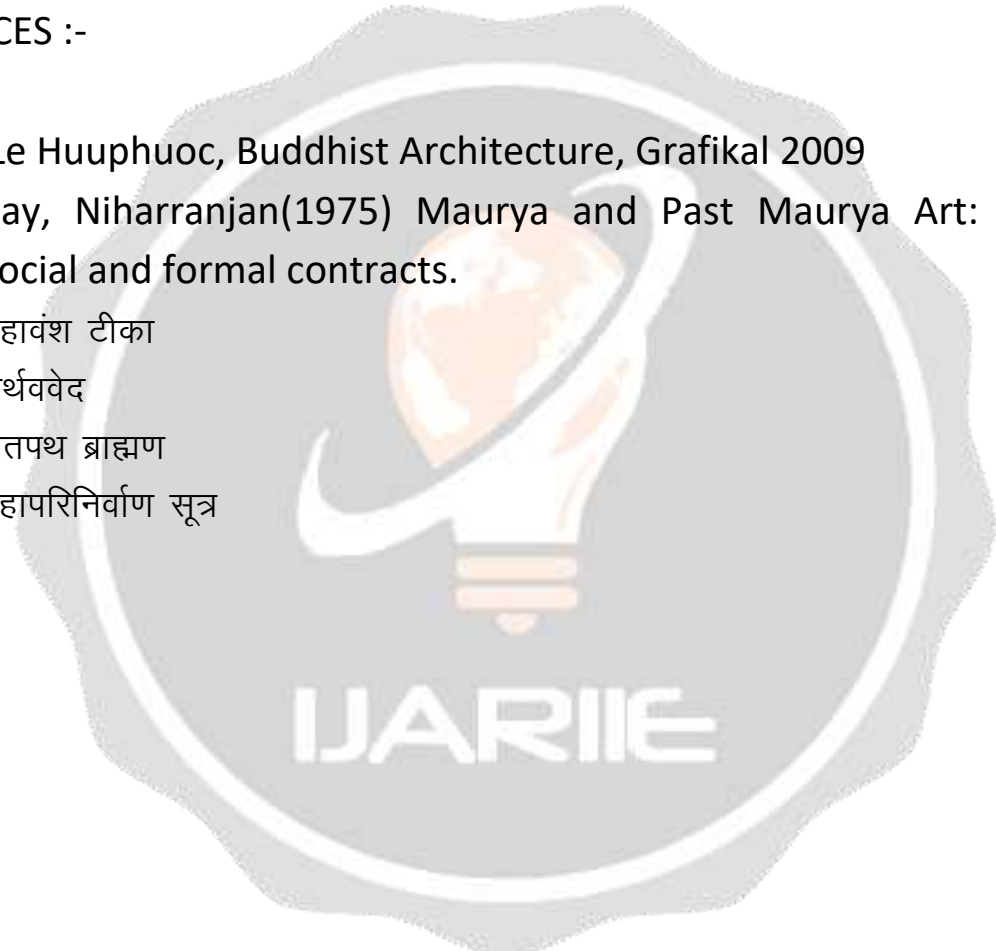 CES :-
Le Huuphuoc, Buddhist Architecture, Grafikal 2009
ay, Niharranjan(1975) Maurya and Past Maurya Art:
ocial and formal contracts.
हावंश टीका
र्थववेद
तपथ ब्राह्मण
हापरिनिर्वाण सूत्र
IJARIIE